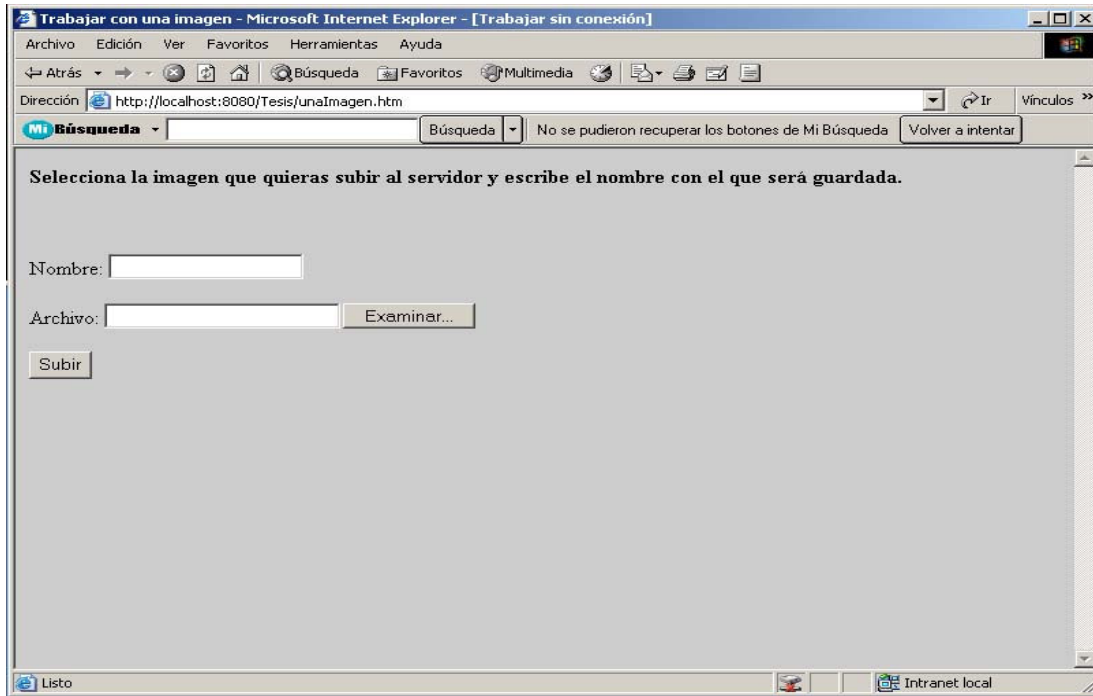 Trabajar con una imagen - Microsoft Internet Explorer - [Trabajar sin conexión]
Archivo Edición Ver Favoritos Herramientas Ayuda
Atrás Búsqueda Favoritos Multimedia
Dirección http://localhost:8080/Tesis/unaImagen.htm Ir Vínculos »
Mi Búsqueda Búsqueda No se pudieron recuperar los botones de Mi Búsqueda Volver a intentar
Selecciona la imagen que quieras subir al servidor y escribe el nombre con el que será guardada.
Nombre:
Archivo: Examinar...
Subir
Listo Intranet local